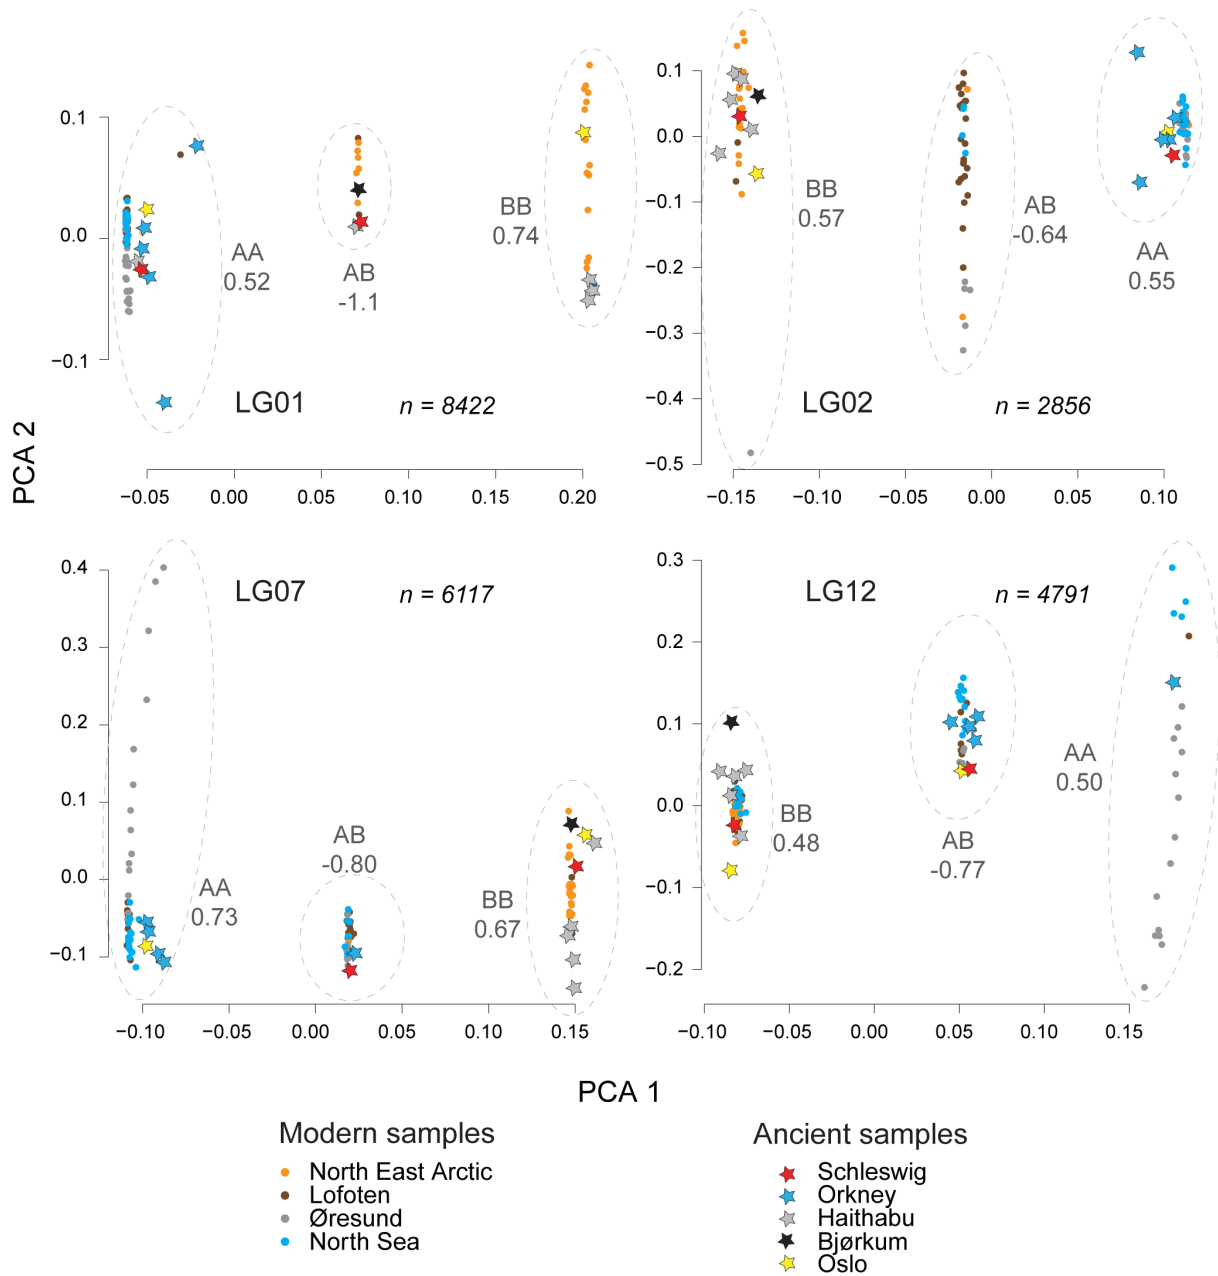 PCA 2
0.1
0.0
−0.1
AA
0.52
AB
-1.1
BB
0.74
LG01
n = 8422
−0.05
0.00
0.05
0.10
0.15
0.20
0.1
0.0
−0.1
−0.2
−0.3
−0.4
−0.5
BB
0.57
AB
-0.64
AA
0.55
LG02
n = 2856
−0.15
−0.10
−0.05
0.00
0.05
0.10
LG07
n = 6117
0.4
0.3
0.2
0.1
0.0
−0.1
AA
0.73
AB
-0.80
BB
0.67
−0.10
−0.05
0.00
0.05
0.10
0.15
LG12
n = 4791
0.3
0.2
0.1
0.0
−0.1
−0.2
BB
0.48
AB
-0.77
AA
0.50
−0.10
−0.05
0.00
0.05
0.10
0.15
PCA 1
Modern samples
North East Arctic
Lofoten
Øresund
North Sea
Ancient samples
Schleswig
Orkney
Haithabu
Bjørkum
Oslo